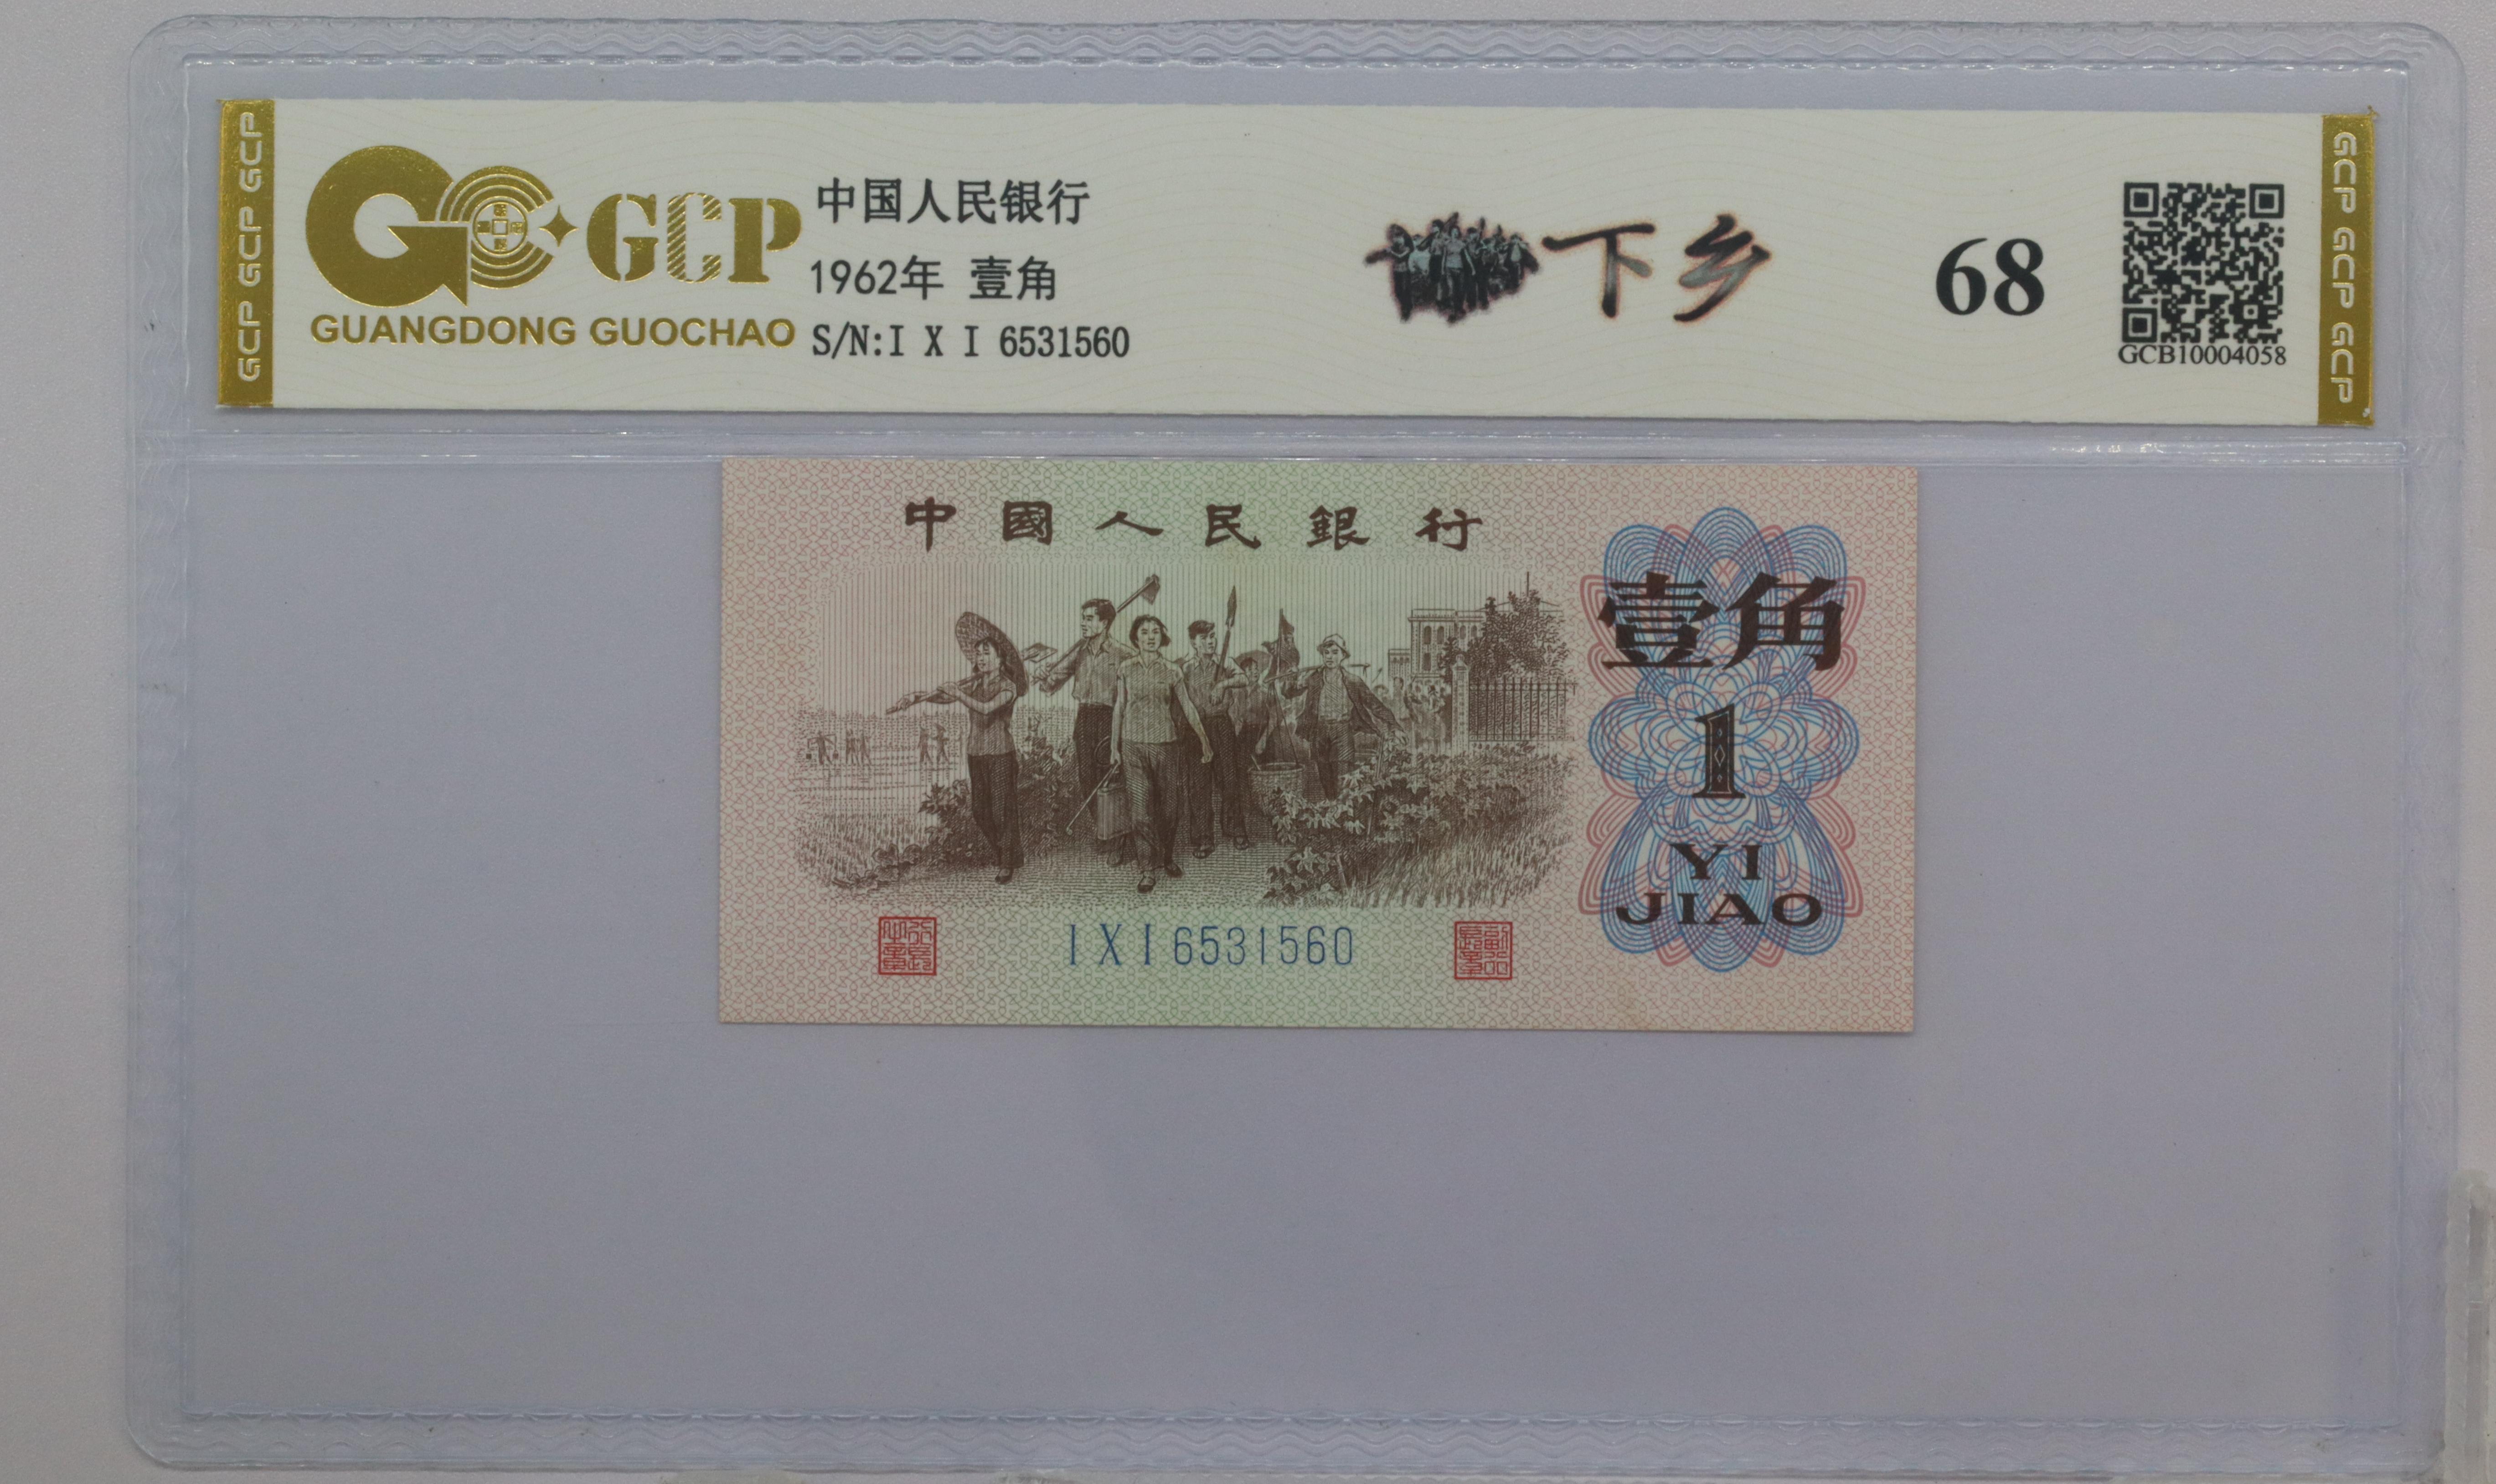 GCP GCP GCP
GCP
GUANGDONG GUOCHAO
中国人民银行
1962年 壹角
S/N:I X I 6531560
下乡
68
GCB10004058
GCP GCP GCP
中國人民銀行
壹角
1
YI
JIAO
I X I 6531560